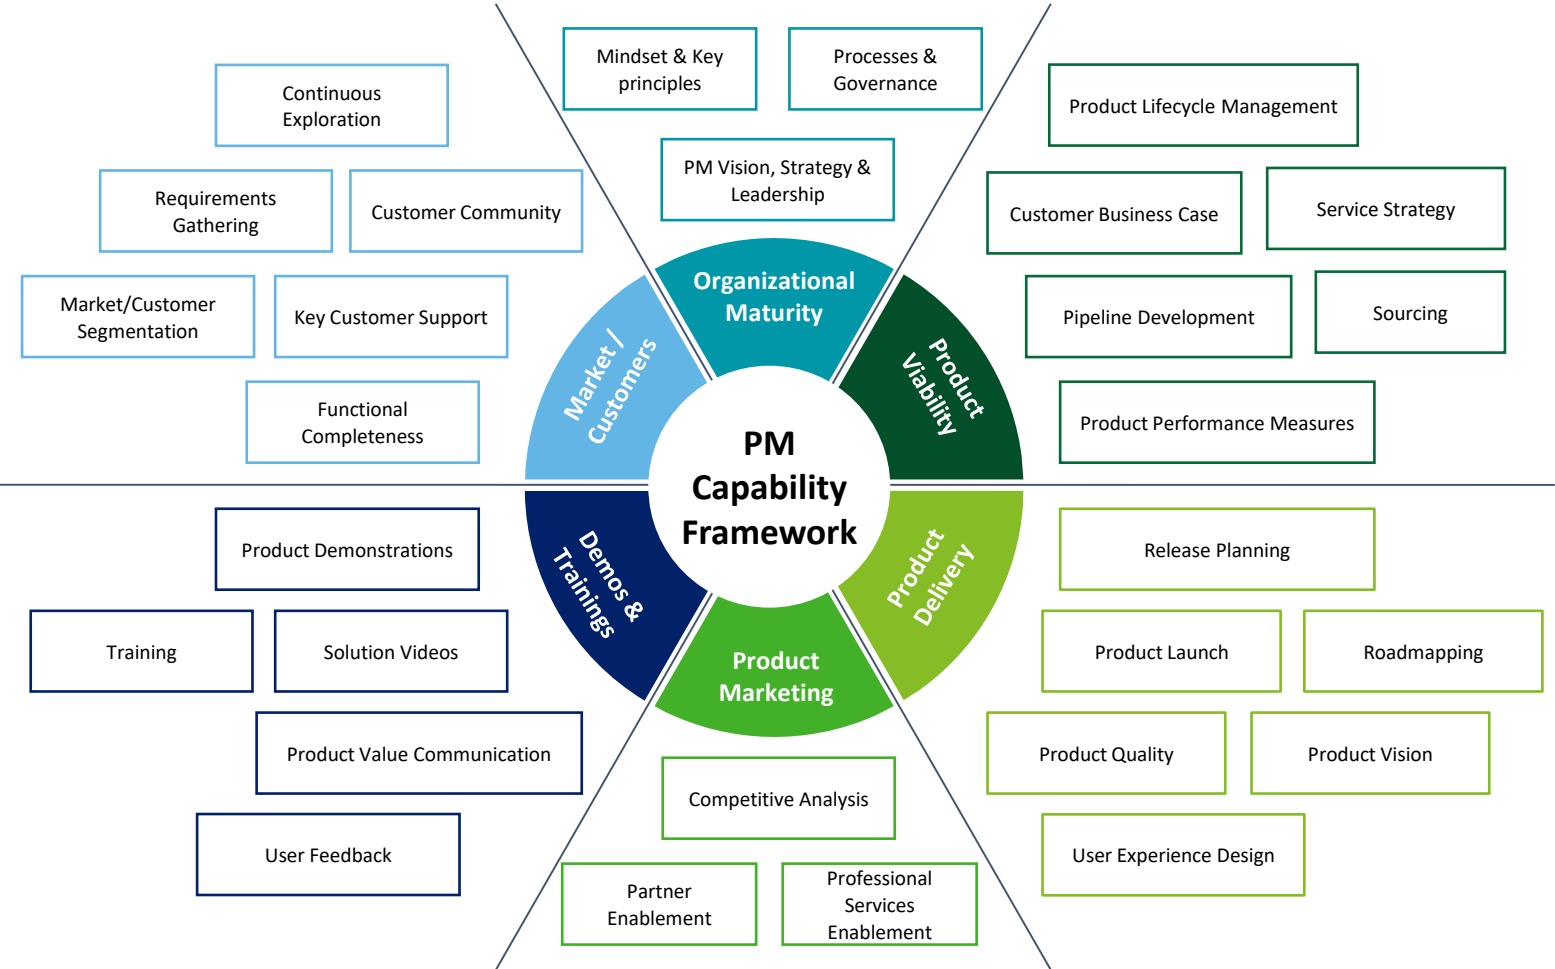 Mindset & Key
principles
Processes &
Governance
PM Vision, Strategy &
Leadership
Continuous
Exploration
Requirements
Gathering
Customer Community
Market/Customer
Segmentation
Key Customer Support
Functional
Completeness
Product Lifecycle Management
Customer Business Case
Service Strategy
Pipeline Development
Sourcing
Product Performance Measures
Organizational
Maturity
Market /
Customers
Product
Viability
PM
Capability
Framework
Demos &
Trainings
Product
Delivery
Product
Marketing
Product Demonstrations
Training
Solution Videos
Product Value Communication
User Feedback
Competitive Analysis
Partner
Enablement
Professional
Services
Enablement
Release Planning
Product Launch
Roadmapping
Product Quality
Product Vision
User Experience Design